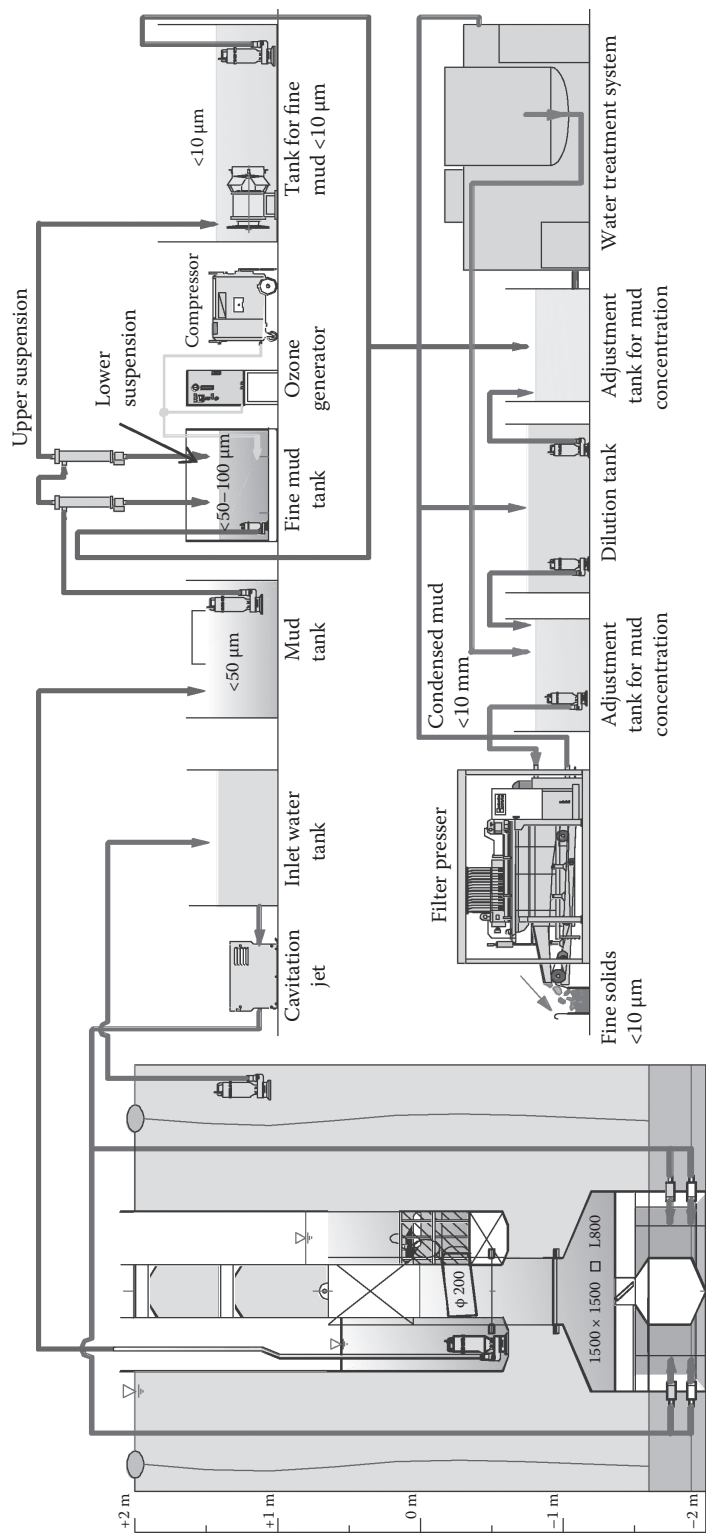 Upper suspension
Lower
suspension
Compressor
<10 μm
<50–100 μm
<50 μm
Cavitation
jet
Inlet water
tank
Mud
tank
Fine mud
tank
Ozone
generator
Tank for fine
mud <10 μm
+2 m
+1 m
0 m
−1 m
−2 m
ϕ 200
1500 × 1500
L800
Filter presser
Condensed mud
<10 mm
Fine solids
<10 μm
Adjustment
tank for mud
concentration
Dilution tank
Adjustment
tank for mud
concentration
Water treatment system